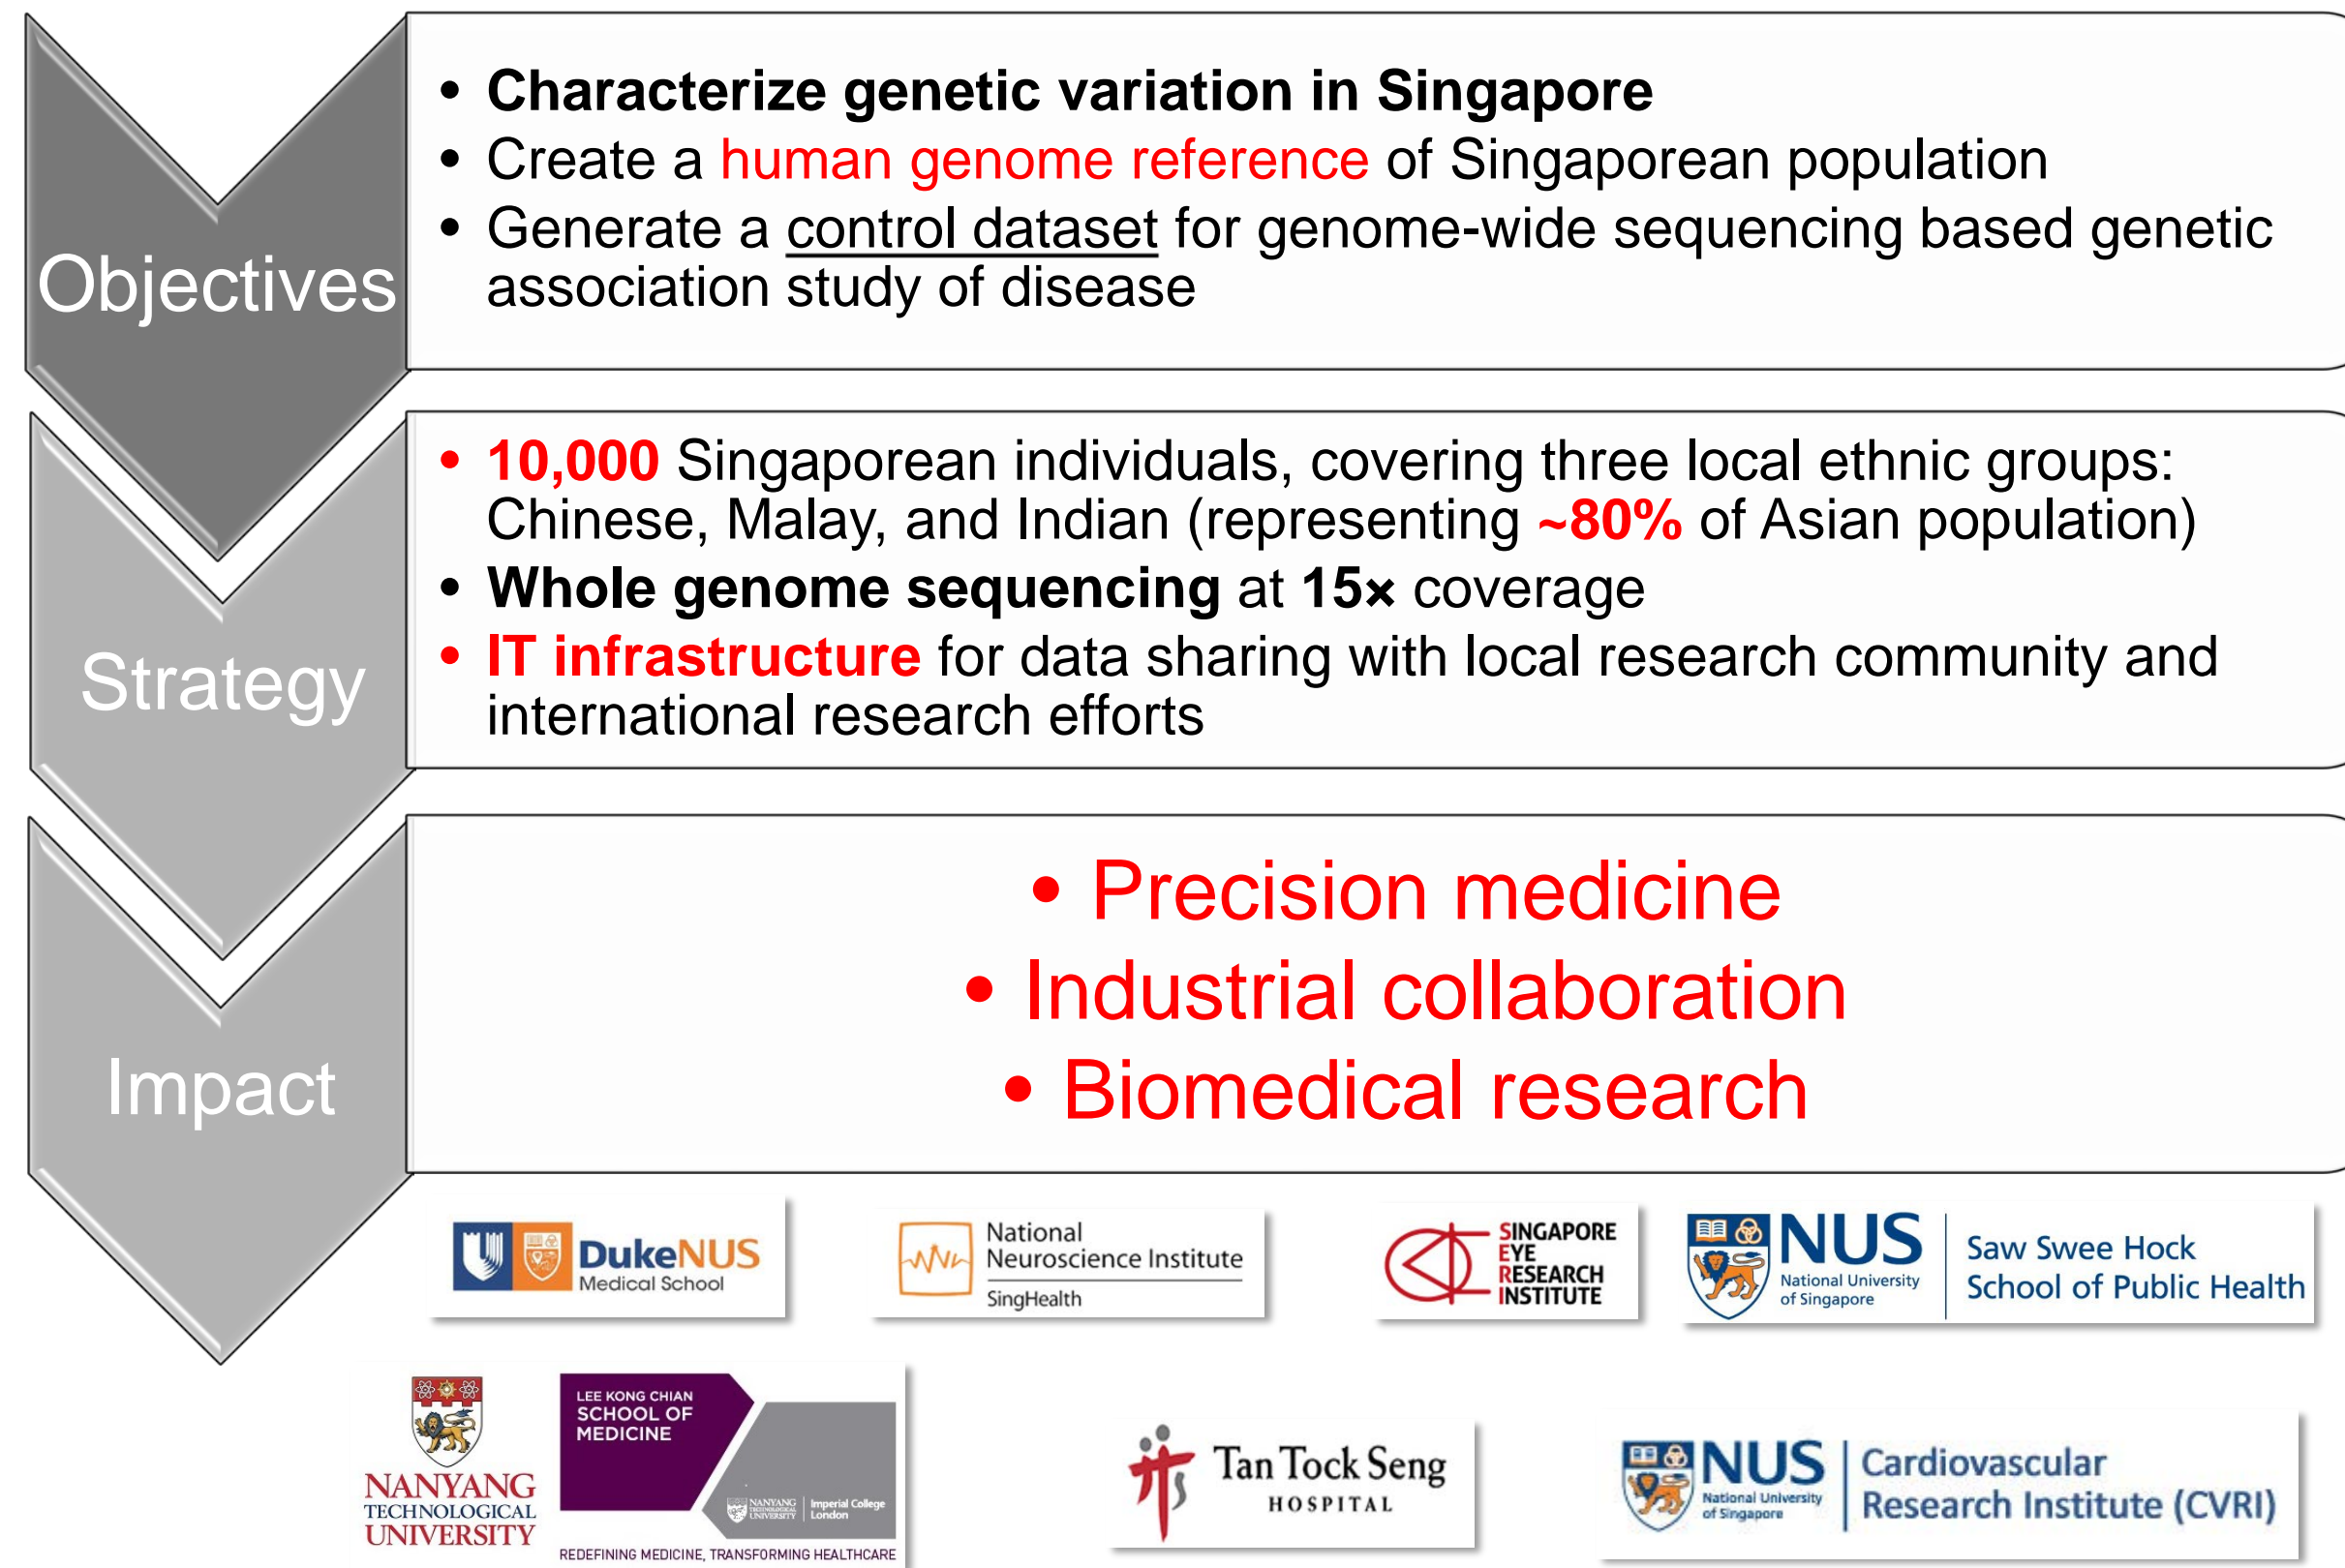 Objectives
• Characterize genetic variation in Singapore
• Create a human genome reference of Singaporean population
• Generate a control dataset for genome-wide sequencing based genetic
association study of disease
Strategy
• 10,000 Singaporean individuals, covering three local ethnic groups:
Chinese, Malay, and Indian (representing ~80% of Asian population)
• Whole genome sequencing at 15× coverage
• IT infrastructure for data sharing with local research community and
international research efforts
Impact
• Precision medicine
• Industrial collaboration
• Biomedical research
DukeNUS
Medical School
National
Neuroscience Institute
SingHealth
SINGAPORE
EYE
RESEARCH
INSTITUTE
NUS
National University
of Singapore
Saw Swee Hock
School of Public Health
NANYANG
TECHNOLOGICAL
UNIVERSITY
LEE KONG CHIAN
SCHOOL OF
MEDICINE
NANYANG
TECHNOLOGICAL
UNIVERSITY
Imperial College
London
REDEFINING MEDICINE, TRANSFORMING HEALTHCARE
Tan Tock Seng
HOSPITAL
NUS
National University
of Singapore
Cardiovascular
Research Institute (CVRI)